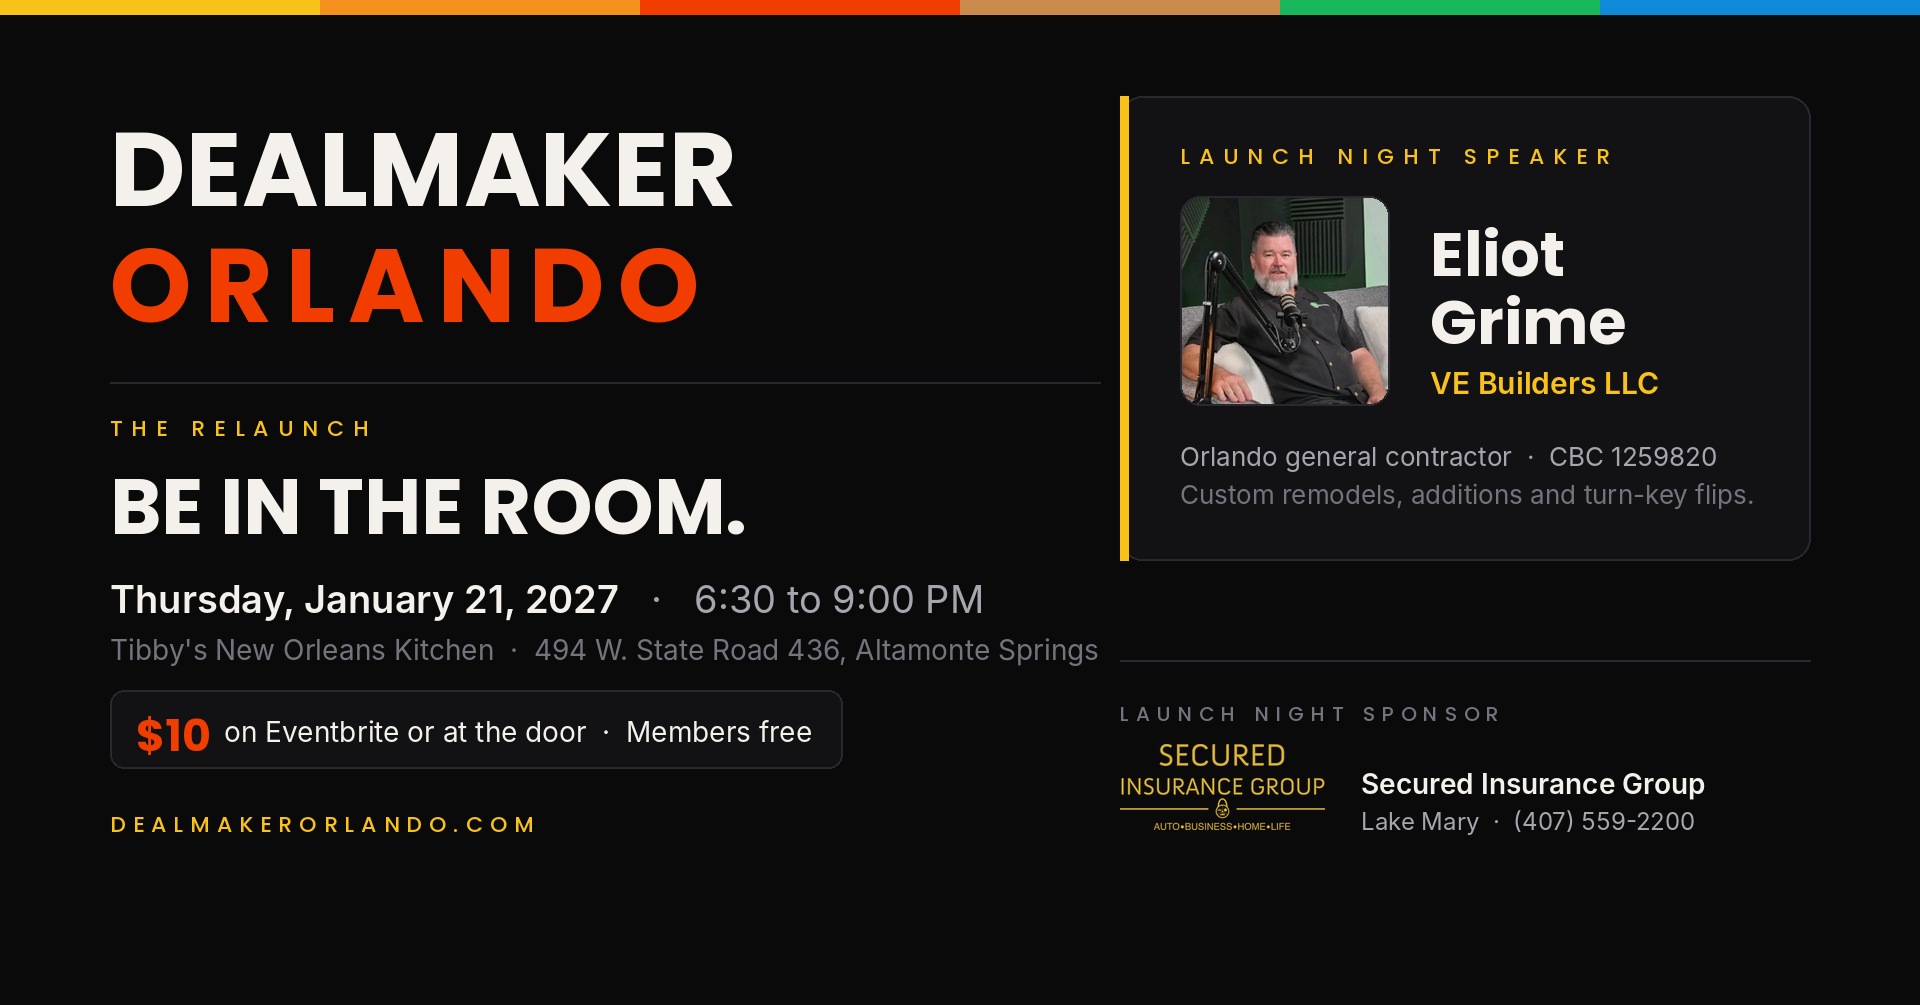 DEALMAKER
ORLANDO
THE RELAUNCH
BE IN THE ROOM.
Thursday, January 21, 2027 · 6:30 to 9:00 PM
Tibby's New Orleans Kitchen · 494 W. State Road 436, Altamonte Springs
$10 on Eventbrite or at the door · Members free
DEALMAKERORLANDO.COM
LAUNCH NIGHT SPEAKER
Eliot
Grime
VE Builders LLC
Orlando general contractor · CBC 1259820
Custom remodels, additions and turn-key flips.
LAUNCH NIGHT SPONSOR
SECURED
INSURANCE GROUP
AUTO•BUSINESS•HOME•LIFE
Secured Insurance Group
Lake Mary · (407) 559-2200